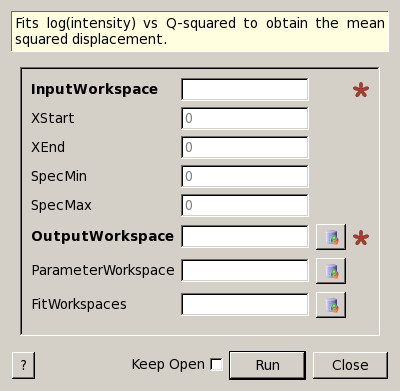 Fits log(intensity) vs Q-squared to obtain the mean
squared displacement.
InputWorkspace
XStart 0
XEnd 0
SpecMin 0
SpecMax 0
OutputWorkspace
ParameterWorkspace
FitWorkspaces
? Keep Open Run Close